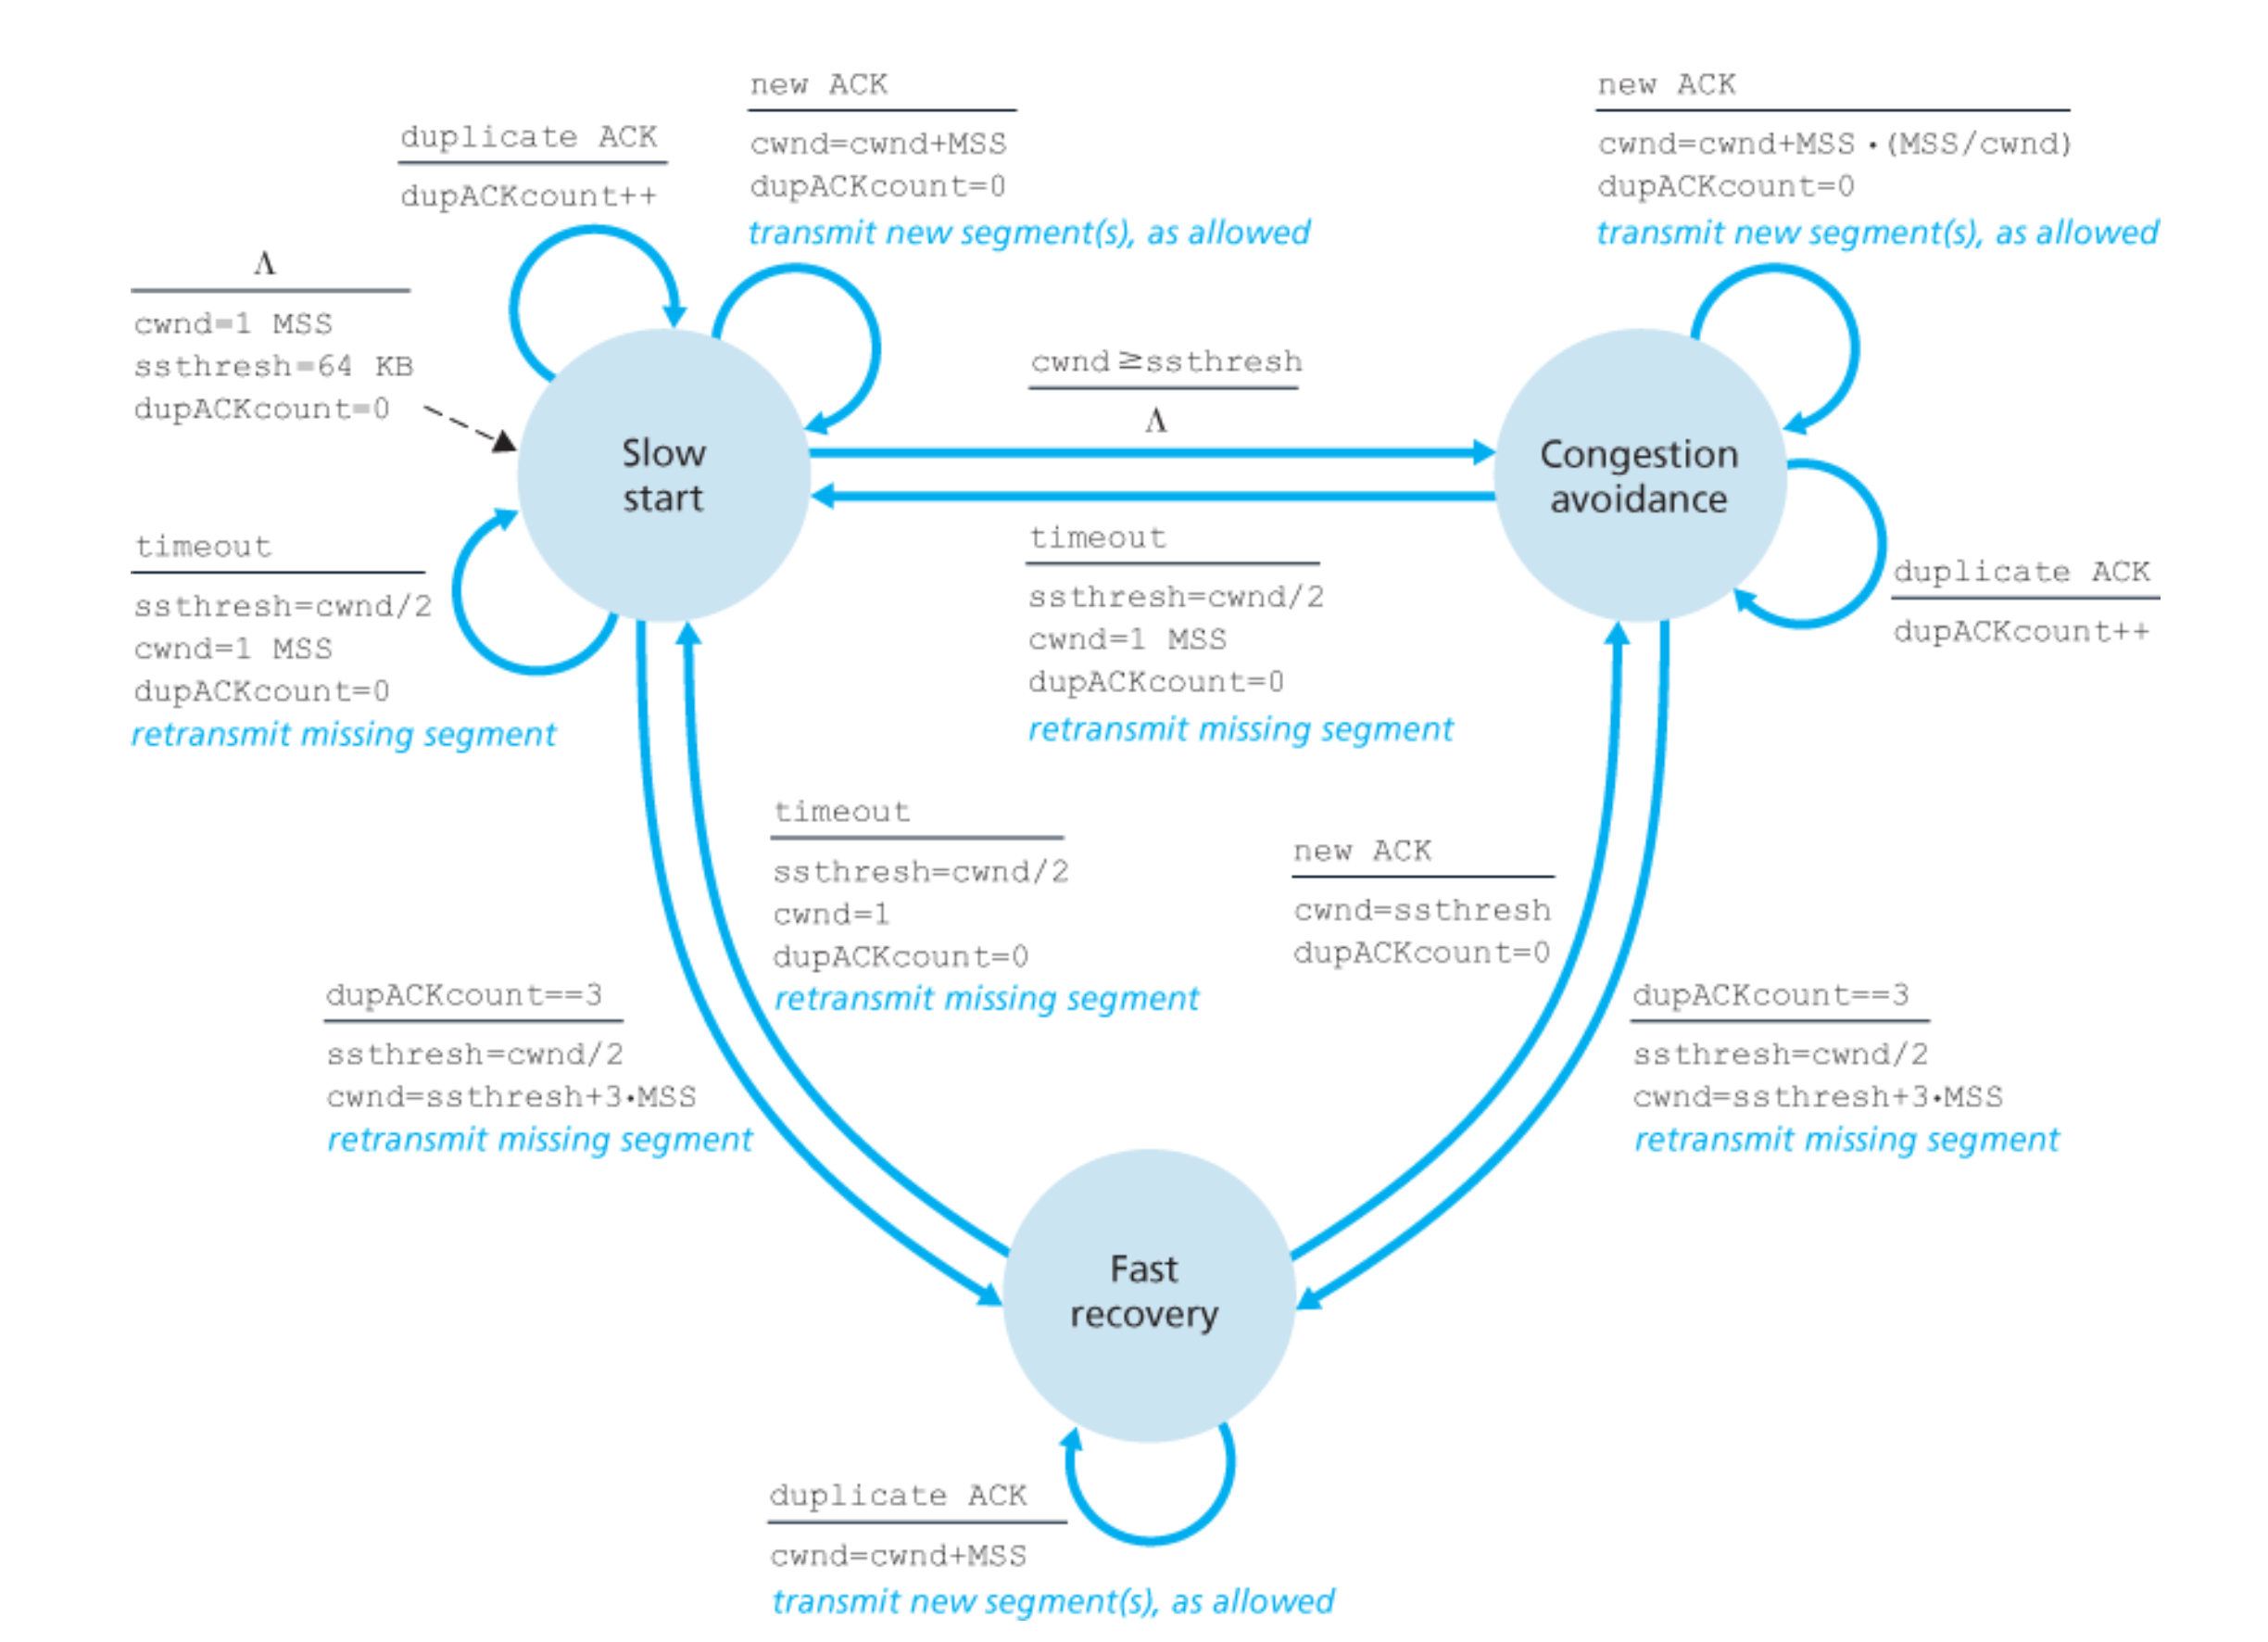 new ACK
cwnd=cwnd+MSS
dupACKcount=0
transmit new segment(s), as allowed
new ACK
cwnd=cwnd+MSS •(MSS/cwnd)
dupACKcount=0
transmit new segment(s), as allowed
duplicate ACK
dupACKcount++
Λ
cwnd=1 MSS
ssthresh=64 KB
dupACKcount=0
cwnd≥ssthresh
Λ
Slow
start
Congestion
avoidance
timeout
ssthresh=cwnd/2
cwnd=1 MSS
dupACKcount=0
retransmit missing segment
timeout
ssthresh=cwnd/2
cwnd=1 MSS
dupACKcount=0
retransmit missing segment
duplicate ACK
dupACKcount++
timeout
ssthresh=cwnd/2
cwnd=1
dupACKcount=0
retransmit missing segment
new ACK
cwnd=ssthresh
dupACKcount=0
dupACKcount==3
ssthresh=cwnd/2
cwnd=ssthresh+3•MSS
retransmit missing segment
dupACKcount==3
ssthresh=cwnd/2
cwnd=ssthresh+3•MSS
retransmit missing segment
Fast
recovery
duplicate ACK
cwnd=cwnd+MSS
transmit new segment(s), as allowed